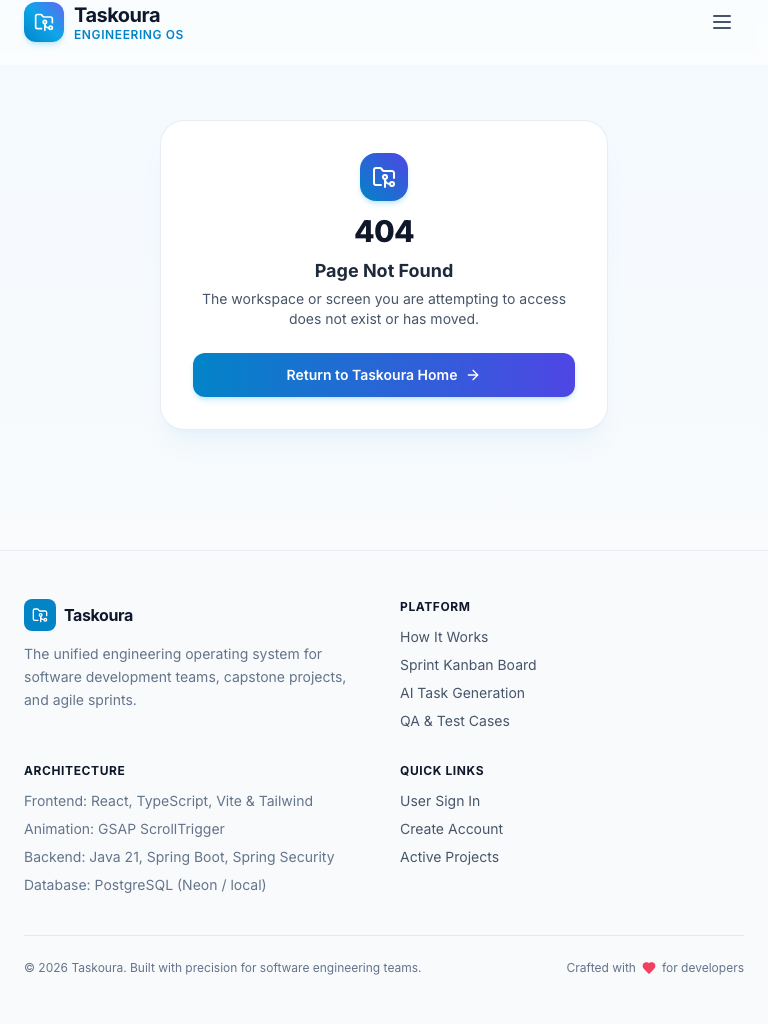 Taskoura
ENGINEERING OS
404
Page Not Found
The workspace or screen you are attempting to access
does not exist or has moved.
Return to Taskoura Home
Taskoura
The unified engineering operating system for
software development teams, capstone projects,
and agile sprints.
PLATFORM
How It Works
Sprint Kanban Board
AI Task Generation
QA & Test Cases
ARCHITECTURE
Frontend: React, TypeScript, Vite & Tailwind
Animation: GSAP ScrollTrigger
Backend: Java 21, Spring Boot, Spring Security
Database: PostgreSQL (Neon / local)
QUICK LINKS
User Sign In
Create Account
Active Projects
© 2026 Taskoura. Built with precision for software engineering teams.
Crafted with for developers